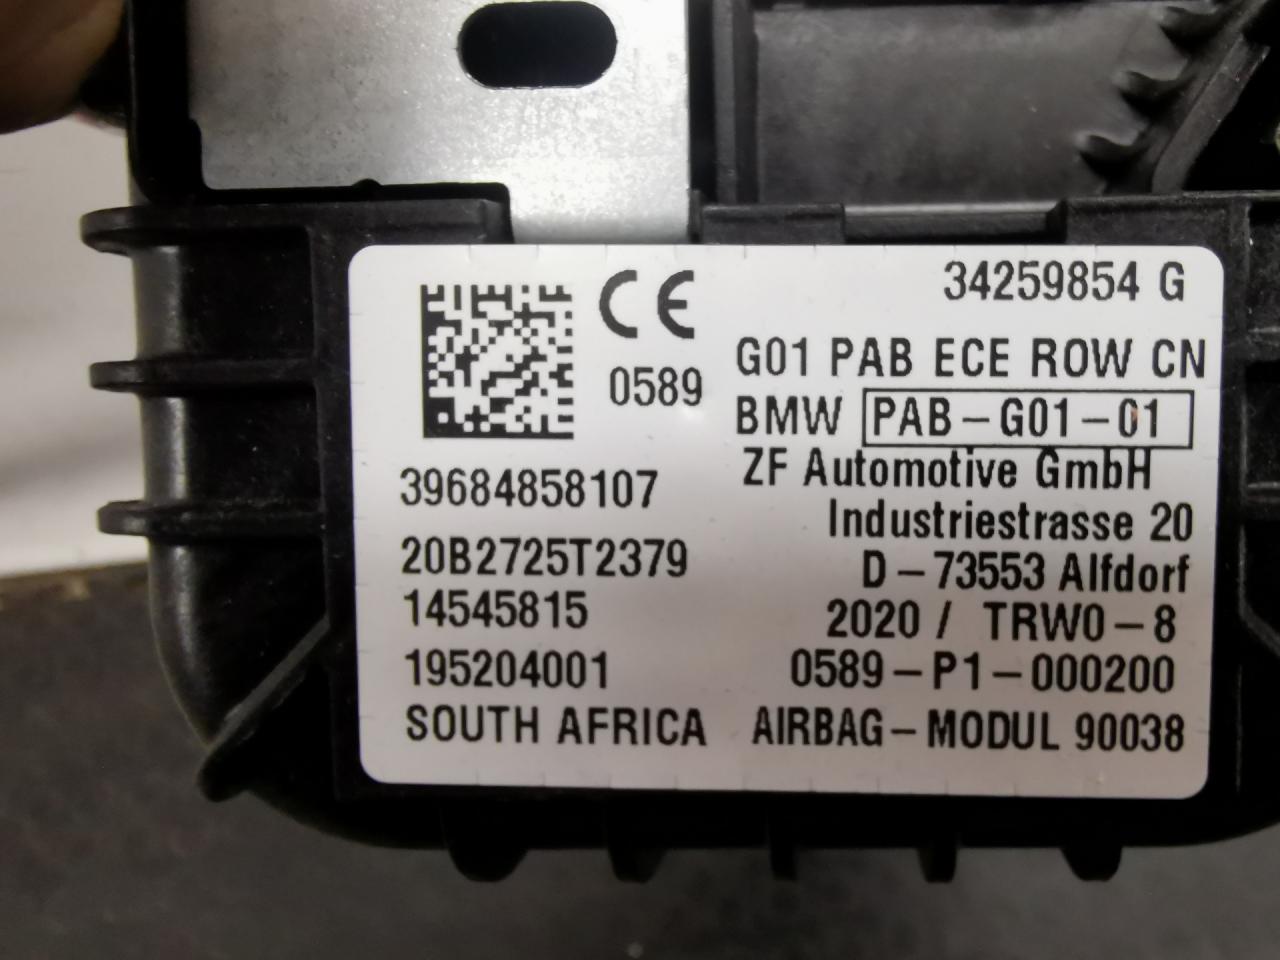 34259854 G
CE
0589
G01 PAB ECE ROW CN
BMW PAB-G01-01
ZF Automotive GmbH
Industriestrasse 20
D-73553 Alfdorf
2020 / TRW0-8
0589-P1-000200
AIRBAG-MODUL 90038
39684858107
20B2725T2379
14545815
195204001
SOUTH AFRICA